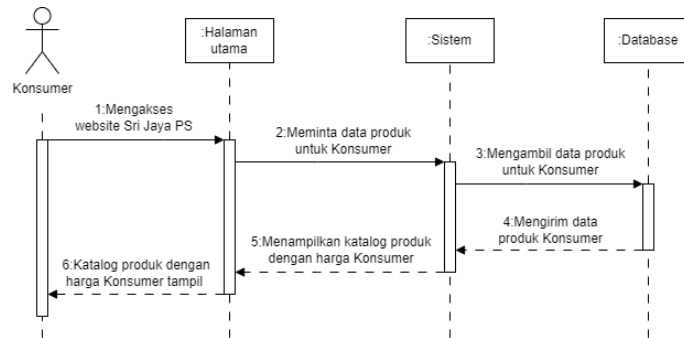 :Halaman
utama
:Sistem
:Database
Konsumer
1:Mengakses
website Sri Jaya PS
2:Meminta data produk
untuk Konsumer
3:Mengambil data produk
untuk Konsumer
4:Mengirim data
produk Konsumer
5:Menampilkan katalog produk
dengan harga Konsumer
6:Katalog produk dengan
harga Konsumer tampil